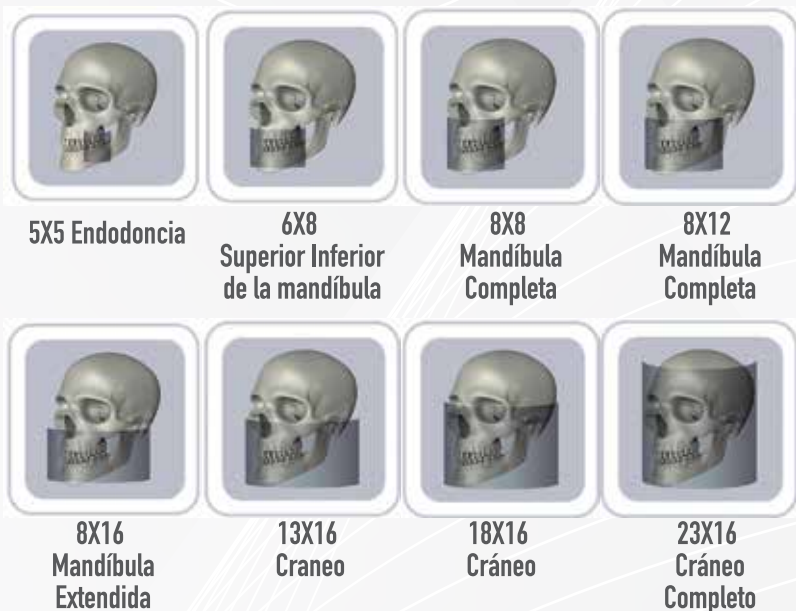 5X5 Endodoncia
6X8
Superior Inferior
de la mandíbula
8X8
Mandíbula
Completa
8X12
Mandíbula
Completa
8X16
Mandíbula
Extendida
13X16
Craneo
18X16
Cráneo
23X16
Cráneo
Completo